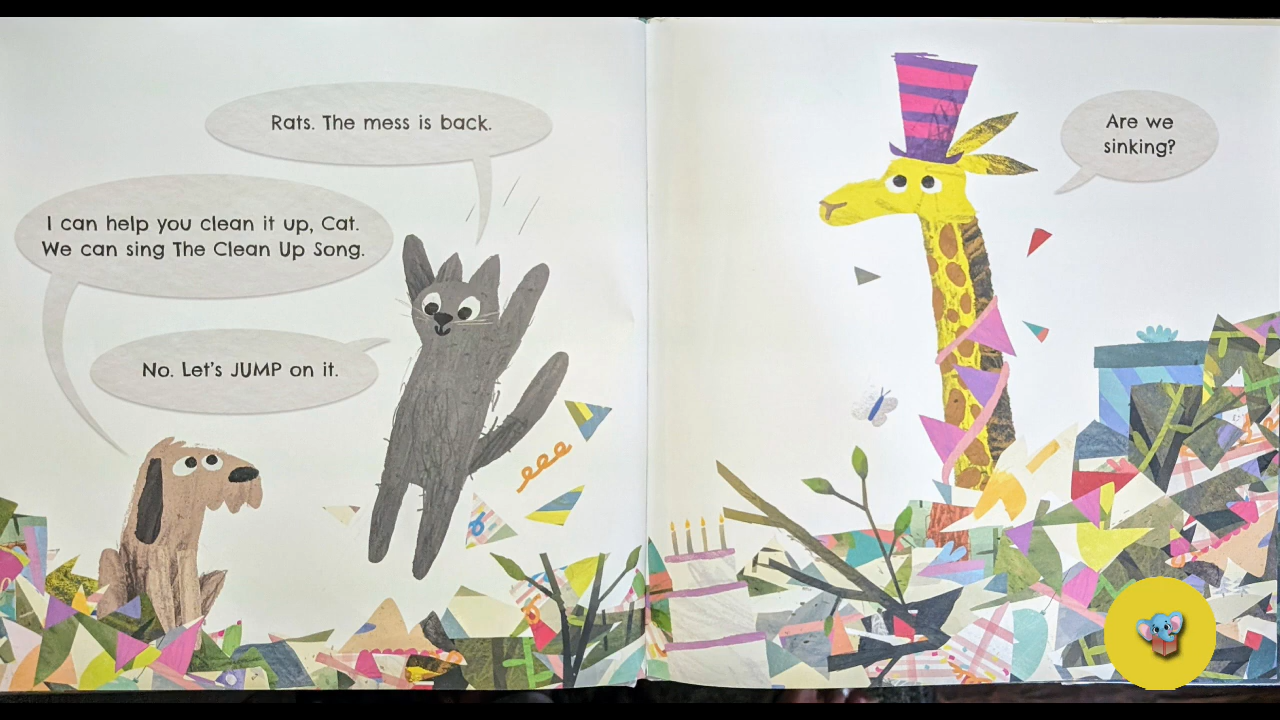 Rats. The mess is back.
I can help you clean it up, Cat.
We can sing The Clean Up Song.
No. Let's JUMP on it.
Are we
sinking?